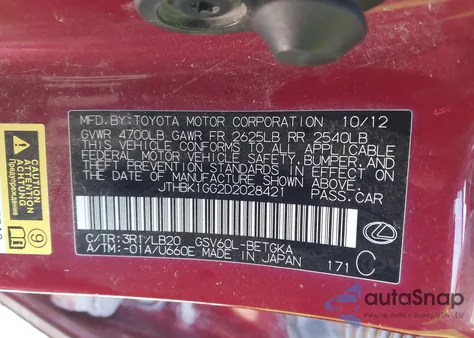 MFD.BY:TOYOTA MOTOR CORPORATION 10/12
GVWR 4700LB GAWR FR 2625LB RR 2540LB
THIS VEHICLE CONFORMS TO ALL APPLICABLE
FEDERAL MOTOR VEHICLE SAFETY, BUMPER, AND
THEFT PREVENTION STANDARDS IN EFFECT ON
THE DATE OF MANUFACTURE SHOWN ABOVE.
JTHBK1GG2D2028421 PASS.CAR
C/TR:3R1/LB20 GSV60L-BETGKA
A/TM:-01A/U660E MADE IN JAPAN
171 C
9
autoSnap